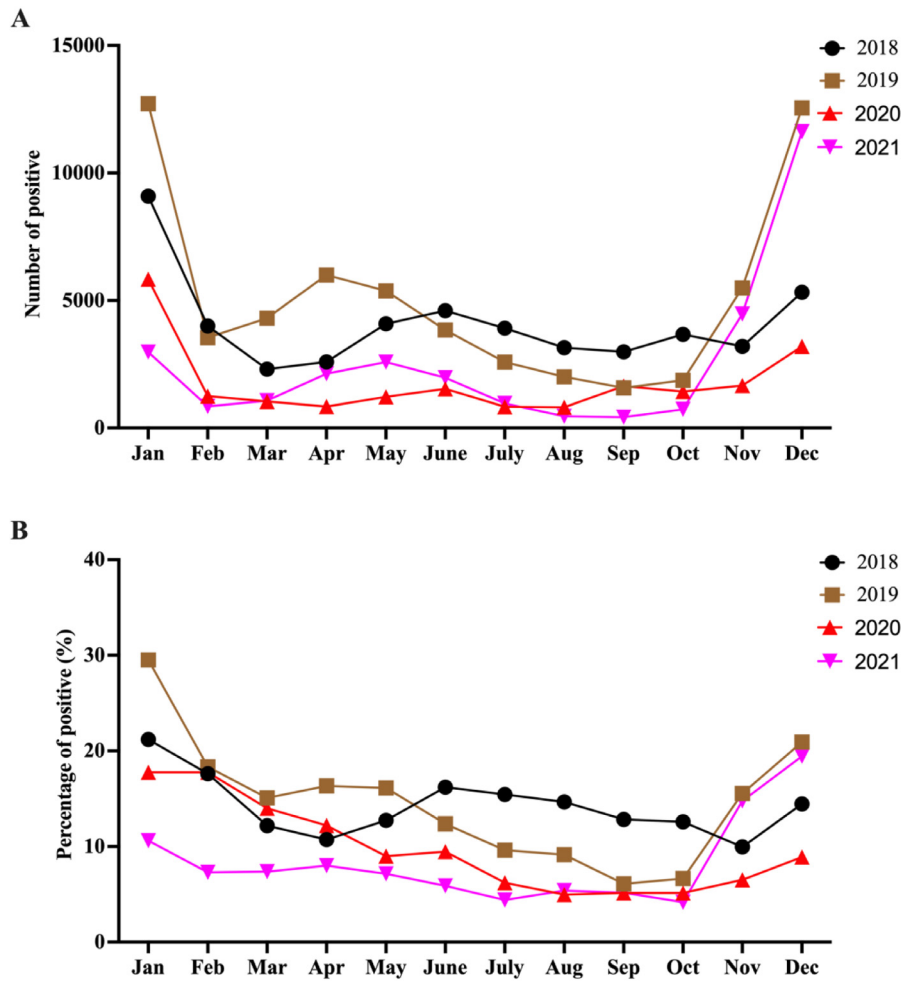 A
Number of positive
15000
10000
5000
0
Jan Feb Mar Apr May June July Aug Sep Oct Nov Dec
2018
2019
2020
2021
B
Percentage of positive (%)
40
30
20
10
0
Jan Feb Mar Apr May June July Aug Sep Oct Nov Dec
2018
2019
2020
2021